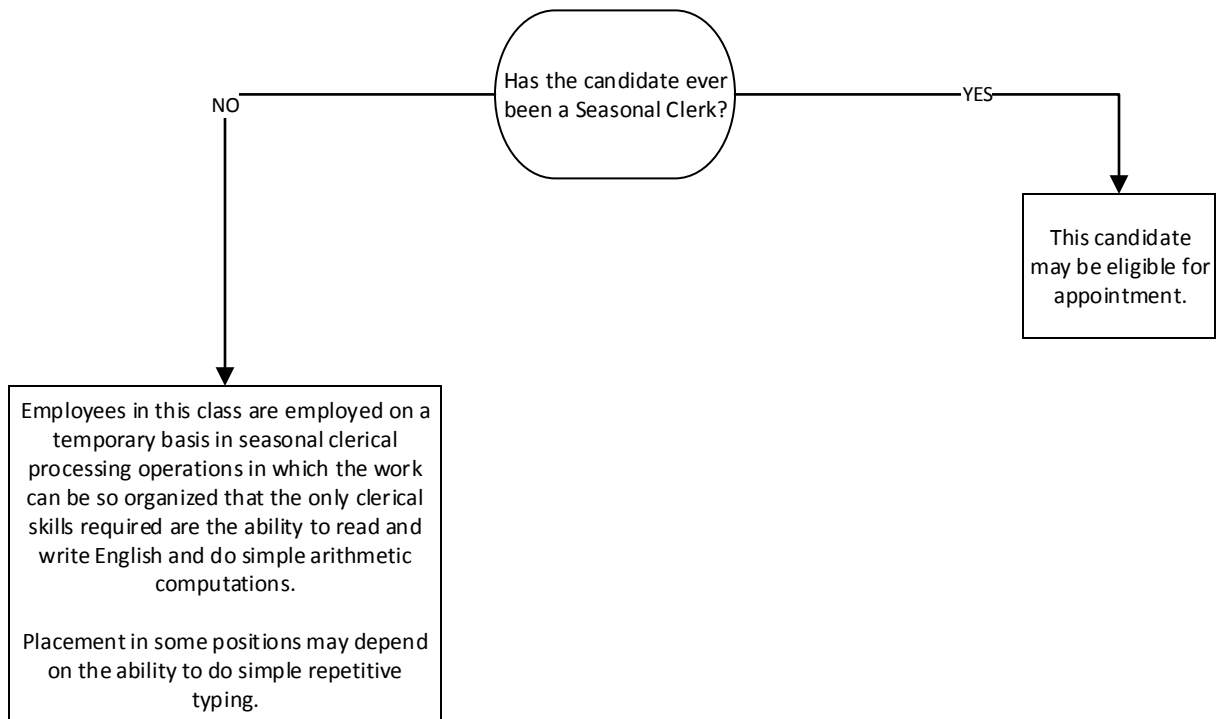 Has the candidate ever
been a Seasonal Clerk?
NO
YES
This candidate
may be eligible for
appointment.
Employees in this class are employed on a
temporary basis in seasonal clerical
processing operations in which the work
can be so organized that the only clerical
skills required are the ability to read and
write English and do simple arithmetic
computations.
Placement in some positions may depend
on the ability to do simple repetitive
typing.